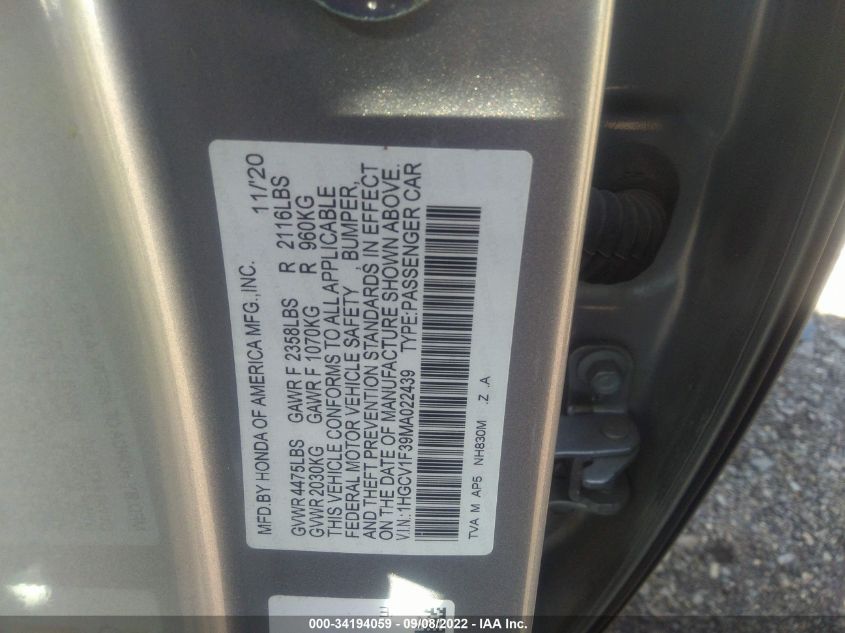 MFD.BY HONDA OF AMERICA MFG.,INC. 11/'20
GVWR 4475LBS GAWR F 2358LBS R 2116LBS
GVWR 2030KG GAWR F 1070KG R 960KG
THIS VEHICLE CONFORMS TO ALL APPLICABLE
FEDERAL MOTOR VEHICLE SAFETY , BUMPER,
AND THEFT PREVENTION STANDARDS IN EFFECT
ON THE DATE OF MANUFACTURE SHOWN ABOVE.
V.I.N.:1HGCV1F39MA022439 TYPE:PASSENGER CAR
TVA M AP5 NH830M .Z .A
000-34194059 - 09/08/2022 - IAA Inc.